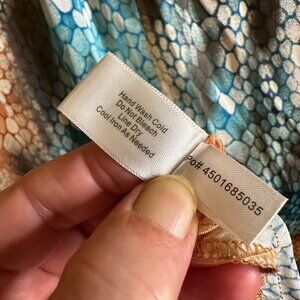 Hand Wash Cold
Do Not Bleach
Line Dry
Cool Iron As Needed
PO# 4501685035